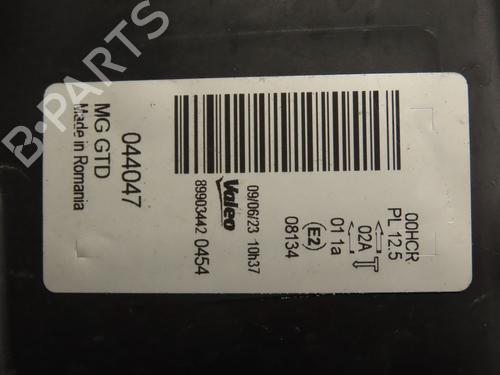 00HCR
PL 12.5
02A
01 1a
(E2)
08134
09/06/23 10h37
Valeo
89903442 0454
044047
MG GTD
Made in Romania
B-PARTS